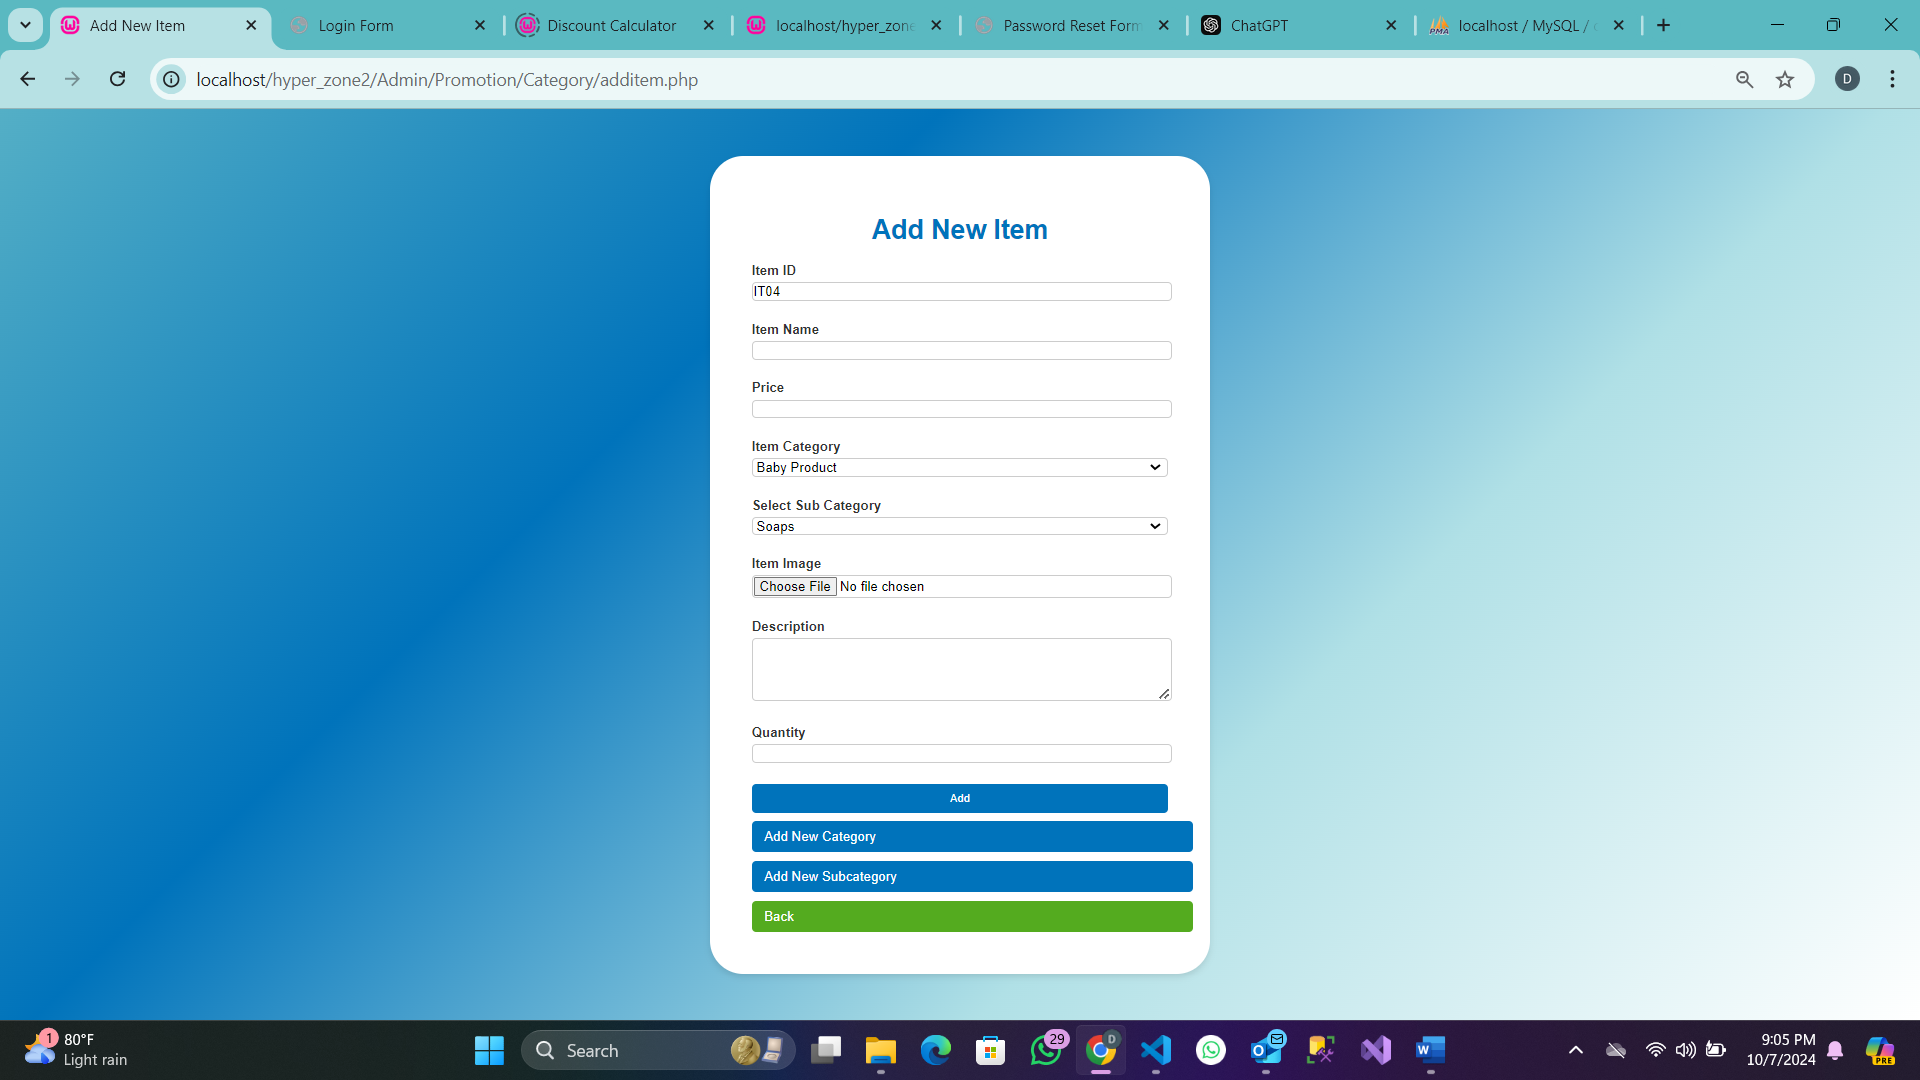 Add New Item
Login Form
Discount Calculator
localhost/hyper_zone
Password Reset Form
ChatGPT
localhost / MySQL /
localhost/hyper_zone2/Admin/Promotion/Category/additem.php
D
Add New Item
Item ID
IT04
Item Name
Price
Item Category
Baby Product
Select Sub Category
Soaps
Item Image
Choose File No file chosen
Description
Quantity
Add
Add New Category
Add New Subcategory
Back
1
80°F
Light rain
Search
29
D
9:05 PM
10/7/2024
PRE